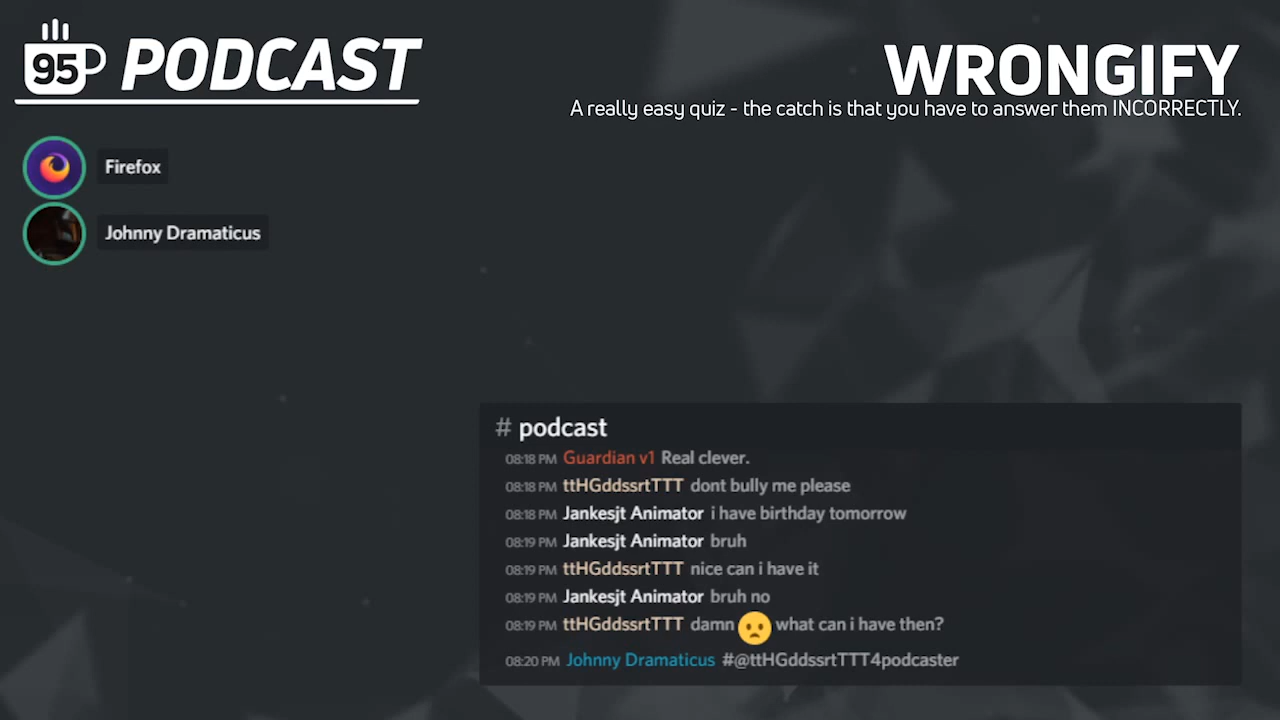 95 PODCAST
WRONGIFY
A really easy quiz - the catch is that you have to answer them INCORRECTLY.
Firefox
Johnny Dramaticus
# podcast
08:18 PM Guardian v1 Real clever.
08:18 PM ttHGddssrtTTT dont bully me please
08:18 PM Jankesjt Animator i have birthday tomorrow
08:19 PM Jankesjt Animator bruh
08:19 PM ttHGddssrtTTT nice can i have it
08:19 PM Jankesjt Animator bruh no
08:19 PM ttHGddssrtTTT damn what can i have then?
08:20 PM Johnny Dramaticus #@ttHGddssrtTTT4podcaster